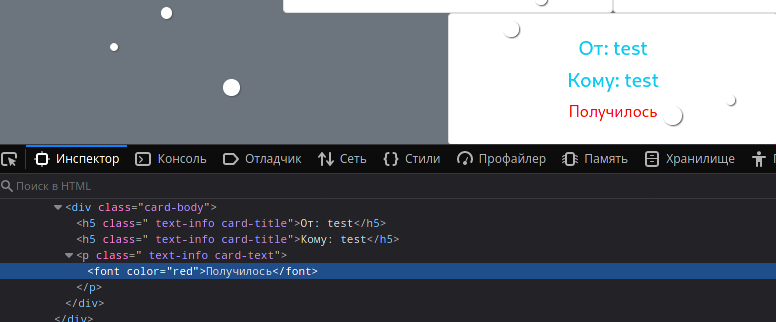 От: test
Кому: test
Получилось
Инспектор Консоль Отладчик Сеть Стили Профайлер Память Хранилище
Поиск в HTML
<div class="card-body">
<h5 class=" text-info card-title">От: test</h5>
<h5 class=" text-info card-title">Кому: test</h5>
<p class=" text-info card-text">
<font color="red">Получилось</font>
</p>
</div>
</div>